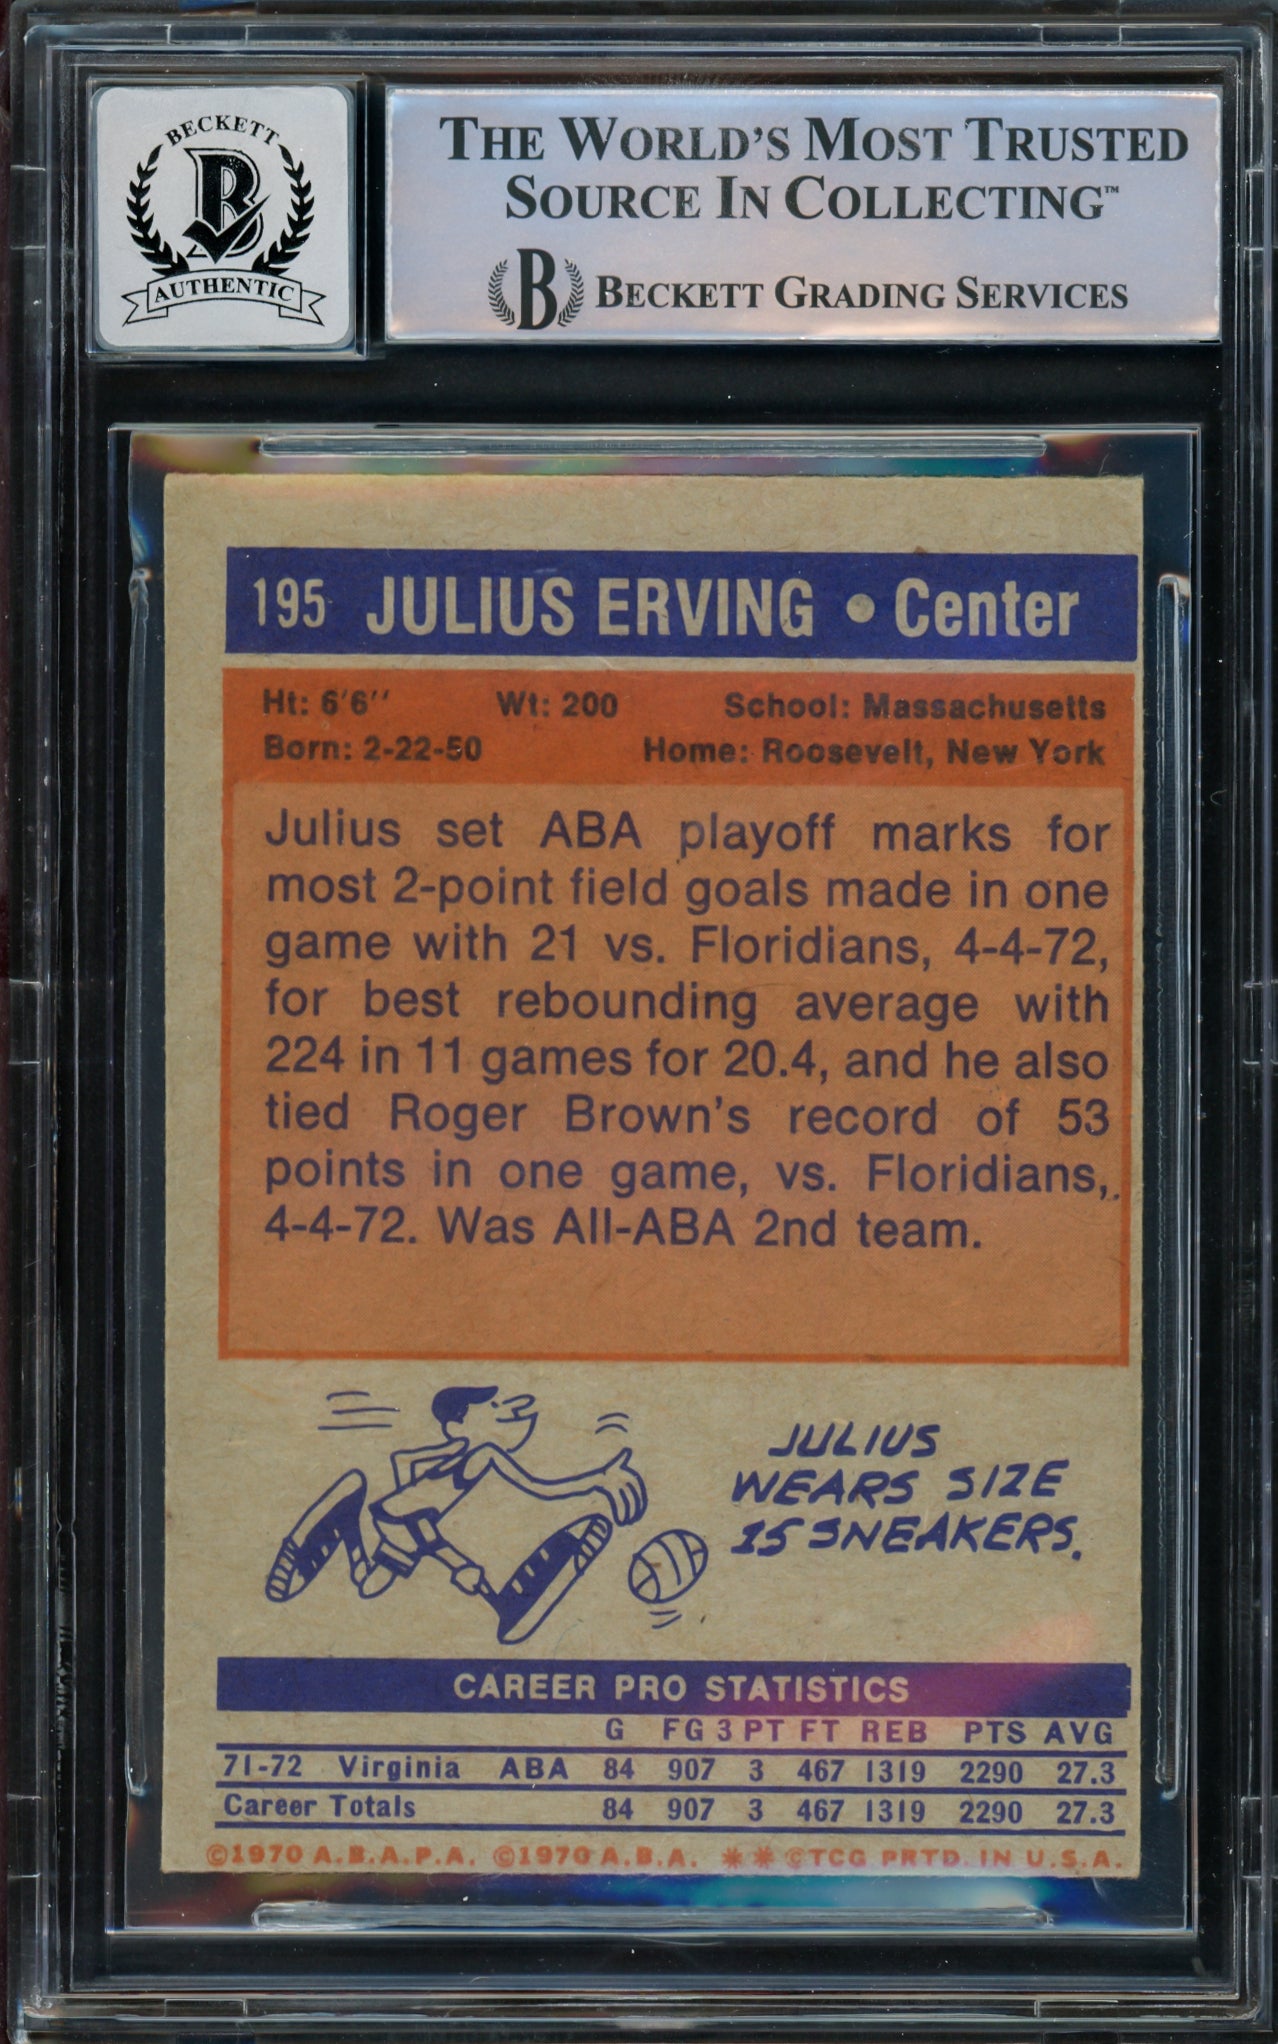 BECKETT
B
AUTHENTIC
THE WORLD'S MOST TRUSTED
SOURCE IN COLLECTING™
B BECKETT GRADING SERVICES
195 JULIUS ERVING • Center
Ht: 6'6'' Wt: 200 School: Massachusetts
Born: 2-22-50 Home: Roosevelt, New York
Julius set ABA playoff marks for
most 2-point field goals made in one
game with 21 vs. Floridians, 4-4-72,
for best rebounding average with
224 in 11 games for 20.4, and he also
tied Roger Brown's record of 53
points in one game, vs. Floridians,
4-4-72. Was All-ABA 2nd team.
JULIUS
WEARS SIZE
15 SNEAKERS.
CAREER PRO STATISTICS
G FG 3 PT FT REB PTS AVG
71-72 Virginia ABA 84 907 3 467 1319 2290 27.3
Career Totals 84 907 3 467 1319 2290 27.3
©1970 A.B.A.P.A. ©1970 A.B.A. ** ©TCG PRTD. IN U.S.A.